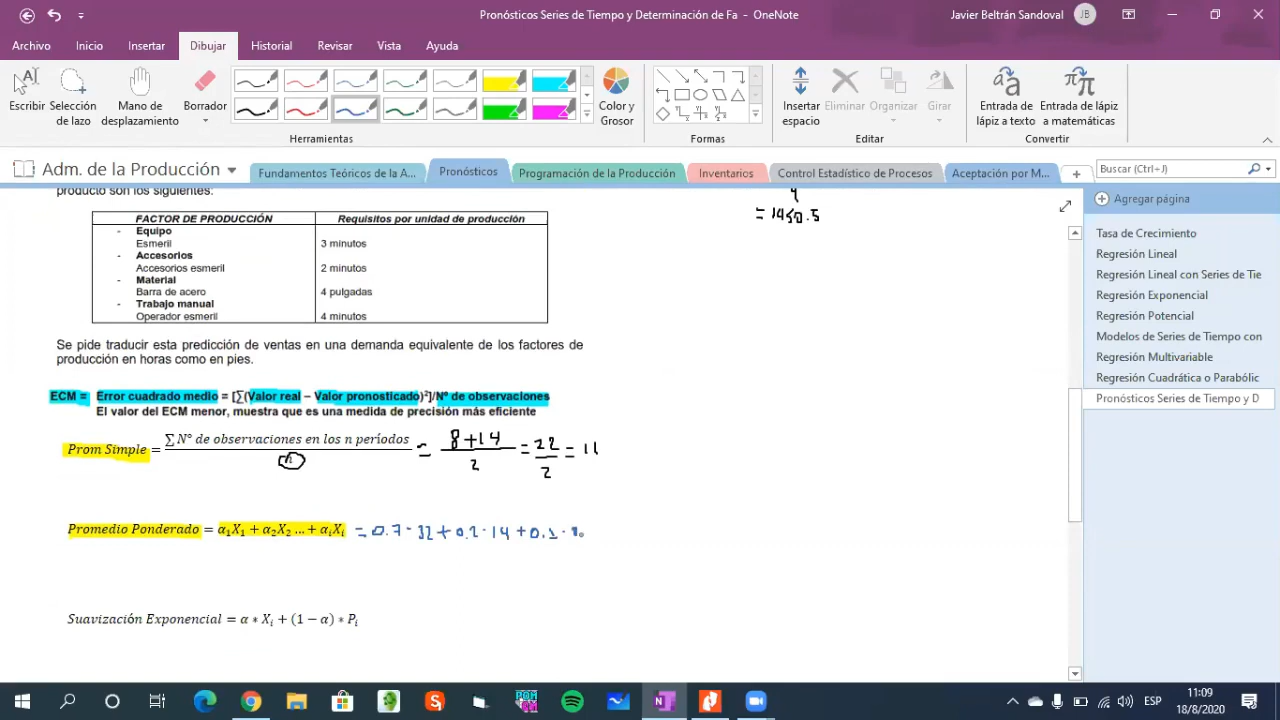 Pronósticos Series de Tiempo y Determinación de Fa - OneNote
Javier Beltrán Sandoval JB
Archivo Inicio Insertar Dibujar Historial Revisar Vista Ayuda
Escribir
Selección de lazo
Mano de desplazamiento
Borrador
Color y Grosor
Insertar espacio
Eliminar
Organizar
Girar
Entrada de lápiz a texto
Entrada de lápiz a matemáticas
Herramientas Formas Editar Convertir
Adm. de la Producción
Fundamentos Teóricos de la A... Pronósticos Programación de la Producción Inventarios Control Estadístico de Procesos Aceptación por M... Buscar (Ctrl+E)
producto son los siguientes:
FACTOR DE PRODUCCIÓN Requisitos por unidad de producción
- Equipo
Esmeril 3 minutos
- Accesorios
Accesorios esmeril 2 minutos
- Material
Barra de acero 4 pulgadas
- Trabajo manual
Operador esmeril 4 minutos
4
= 1450.5
Se pide traducir esta predicción de ventas en una demanda equivalente de los factores de
producción en horas como en pies.
ECM = Error cuadrado medio = [∑(Valor real – Valor pronosticado)²]/Nº de observaciones
El valor del ECM menor, muestra que es una medida de precisión más eficiente
Prom Simple = ∑ N° de observaciones en los n períodos / n = 8+14 / 2 = 22 / 2 = 11
Promedio Ponderado = α₁X₁ + α₂X₂ ... + αᵢXᵢ = 0.7 · + 0.2 · 14 + 0.1 ·
Suavización Exponencial = α ∗ Xᵢ + (1 − α) ∗ Pᵢ
Agregar página
Tasa de Crecimiento
Regresión Lineal
Regresión Lineal con Series de Tie
Regresión Exponencial
Regresión Potencial
Modelos de Series de Tiempo con
Regresión Multivariable
Regresión Cuadrática o Parabólic
Pronósticos Series de Tiempo y D
ESP
11:09
18/8/2020